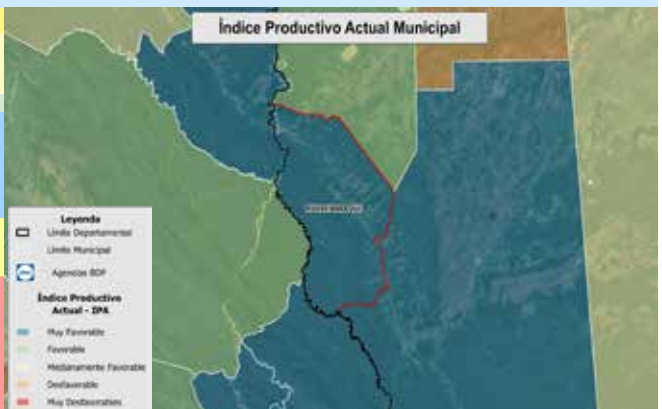 Índice Productivo Actual Municipal
Leyenda
Límite Departamental
Límite Municipal
Agencias BDP
Índice Productivo
Actual - IPA
Muy Favorable
Favorable
Medianamente Favorable
Desfavorable
Muy Desfavorable